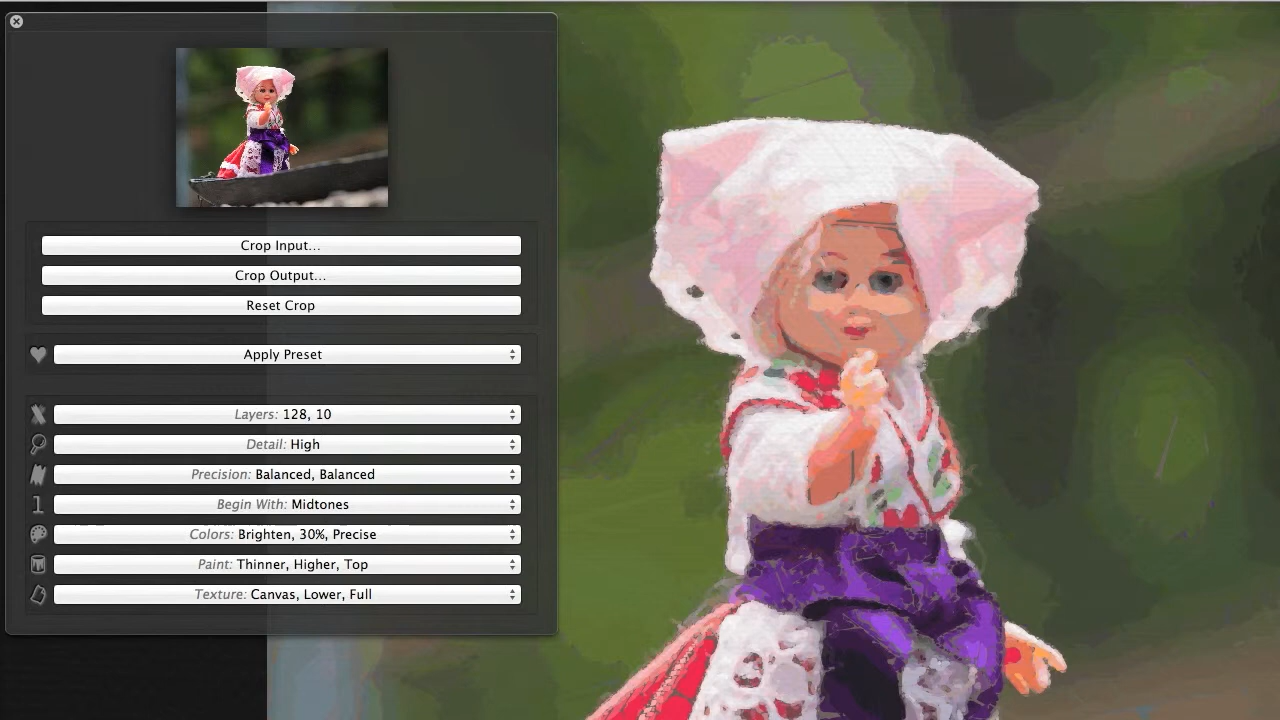 Crop Input...
Crop Output...
Reset Crop
Apply Preset
Layers: 128, 10
Detail: High
Precision: Balanced, Balanced
Begin With: Midtones
Colors: Brighten, 30%, Precise
Paint: Thinner, Higher, Top
Texture: Canvas, Lower, Full